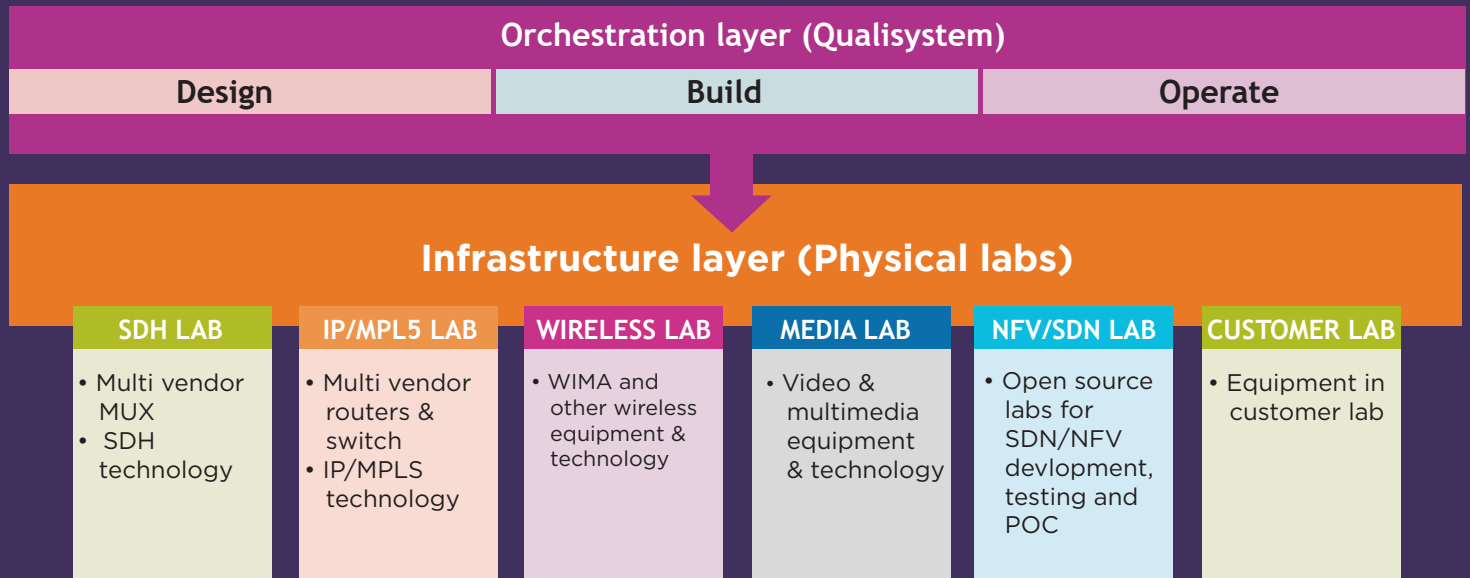 Orchestration layer (Qualisystem)
Design
Build
Operate
Infrastructure layer (Physical labs)
SDH LAB
• Multi vendor
MUX
• SDH
technology
IP/MPL5 LAB
• Multi vendor
routers &
switch
• IP/MPLS
technology
WIRELESS LAB
• WIMA and
other wireless
equipment &
technology
MEDIA LAB
• Video &
multimedia
equipment
& technology
NFV/SDN LAB
• Open source
labs for
SDN/NFV
devlopment,
testing and
POC
CUSTOMER LAB
• Equipment in
customer lab